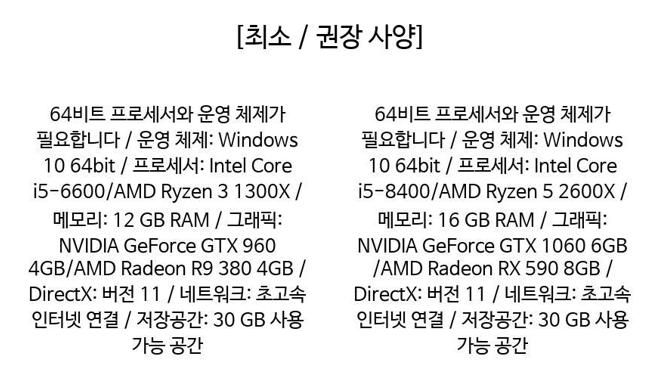 [최소 / 권장 사양]
64비트 프로세서와 운영 체제가
필요합니다 / 운영 체제: Windows
10 64bit / 프로세서: Intel Core
i5-6600/AMD Ryzen 3 1300X /
메모리: 12 GB RAM / 그래픽:
NVIDIA GeForce GTX 960
4GB/AMD Radeon R9 380 4GB /
DirectX: 버전 11 / 네트워크: 초고속
인터넷 연결 / 저장공간: 30 GB 사용
가능 공간
64비트 프로세서와 운영 체제가
필요합니다 / 운영 체제: Windows
10 64bit / 프로세서: Intel Core
i5-8400/AMD Ryzen 5 2600X /
메모리: 16 GB RAM / 그래픽:
NVIDIA GeForce GTX 1060 6GB
/AMD Radeon RX 590 8GB /
DirectX: 버전 11 / 네트워크: 초고속
인터넷 연결 / 저장공간: 30 GB 사용
가능 공간